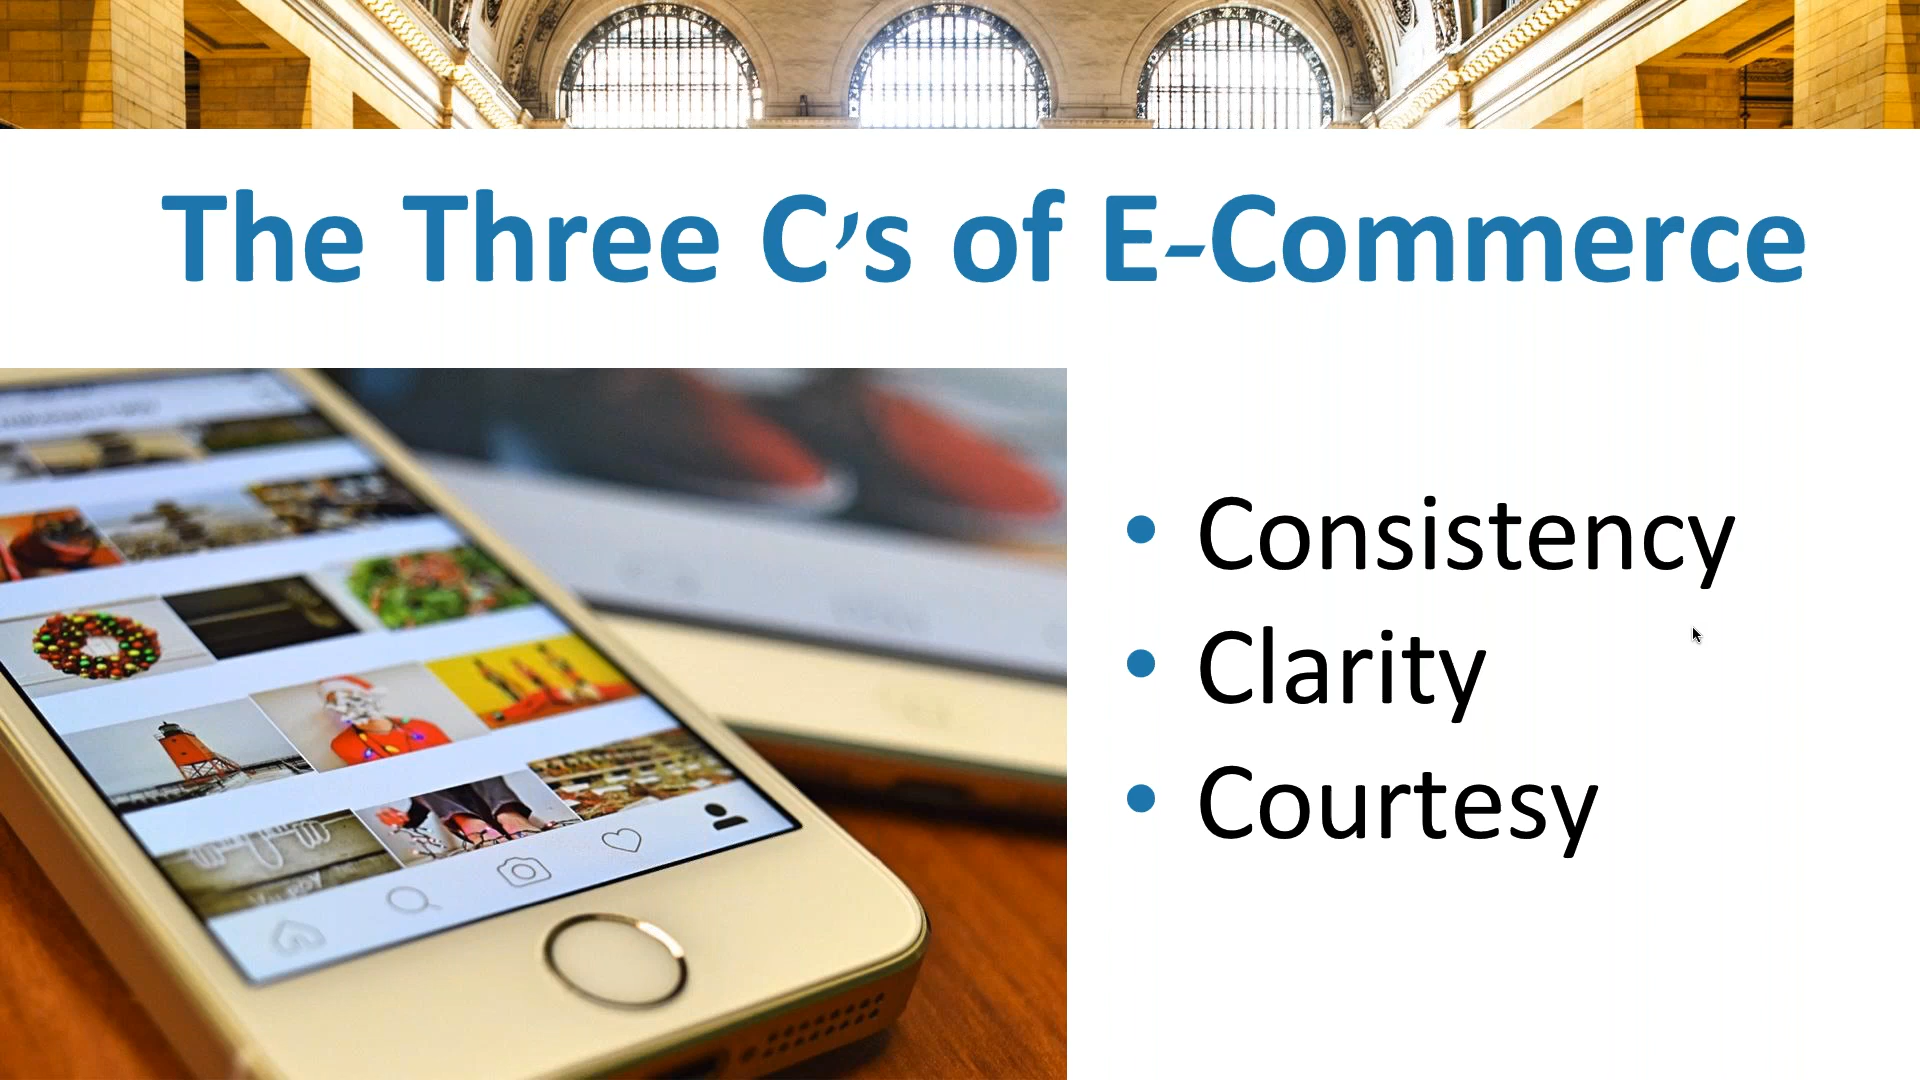 The Three C's of E-Commerce
• Consistency
• Clarity
• Courtesy